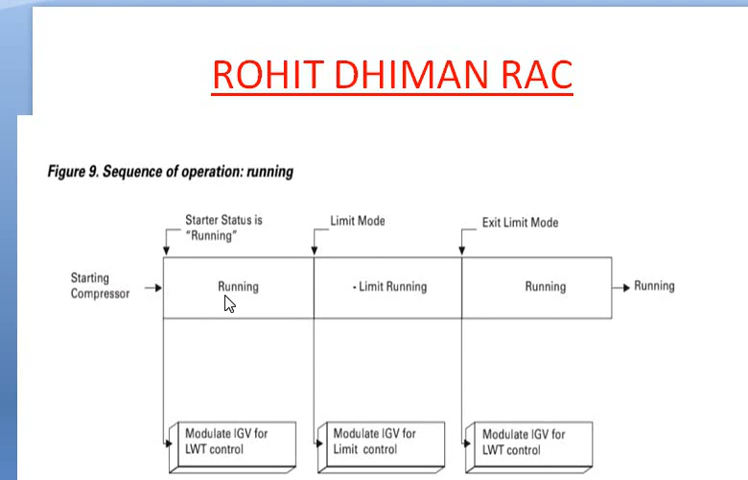 ROHIT DHIMAN RAC
Figure 9. Sequence of operation: running
Starter Status is
"Running"
Limit Mode
Exit Limit Mode
Starting
Compressor
Running
- Limit Running
Running
Running
Modulate IGV for
LWT control
Modulate IGV for
Limit control
Modulate IGV for
LWT control